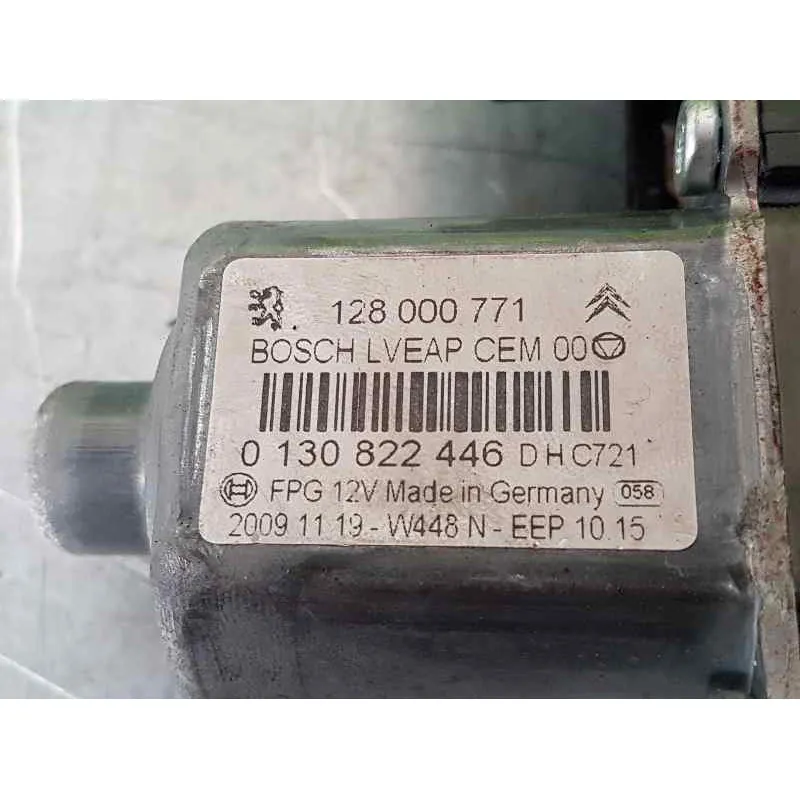 128 000 771
BOSCH LVEAP CEM 00
0 130 822 446 DHC721
FPG 12V Made in Germany 058
2009 11 19 - W448 N - EEP 10.15